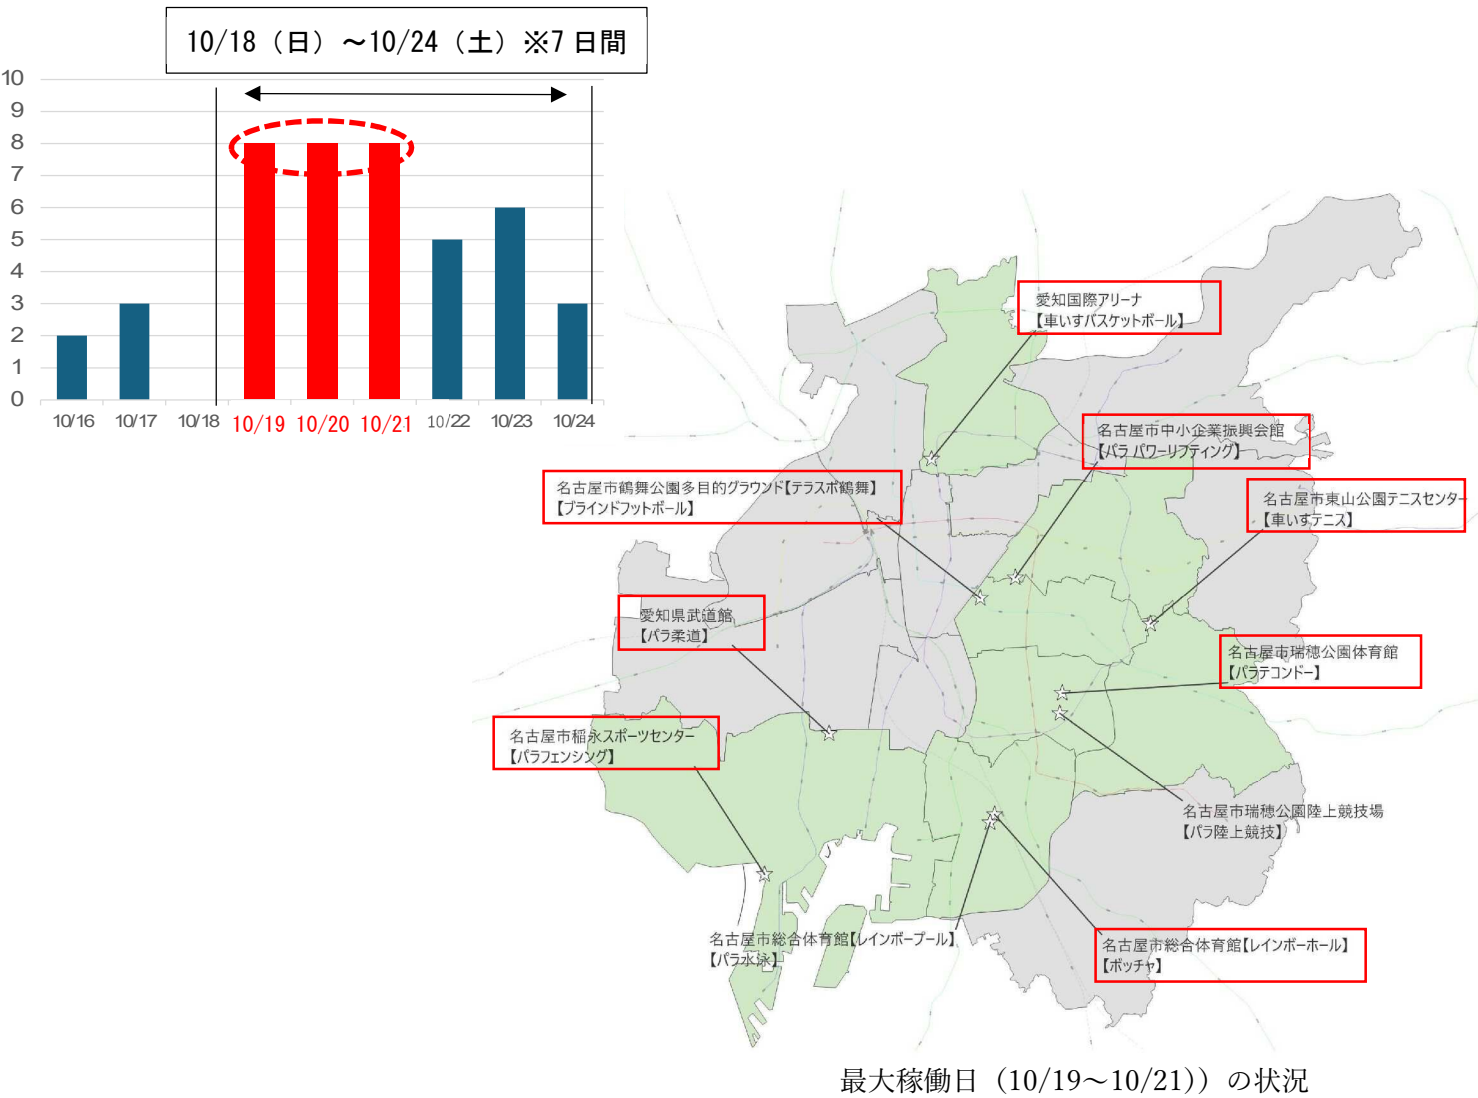 10/18（日）～10/24（土）※7日間
10
9
8
7
6
5
4
3
2
1
0
10/16 10/17 10/18 10/19 10/20 10/21 10/22 10/23 10/24
愛知国際アリーナ
【車いすバスケットボール】
名古屋市中小企業振興会館
【パラ パワーリフティング】
名古屋市鶴舞公園多目的グラウンド【テラスポ鶴舞】
【ブラインドフットボール】
名古屋市東山公園テニスセンター
【車いすテニス】
愛知県武道館
【パラ柔道】
名古屋市瑞穂公園体育館
【パラテコンドー】
名古屋市稲永スポーツセンター
【パラフェンシング】
名古屋市瑞穂公園陸上競技場
【パラ陸上競技】
名古屋市総合体育館【レインボープール】
【パラ水泳】
名古屋市総合体育館【レインボーホール】
【ボッチャ】
最大稼働日（10/19～10/21)）の状況